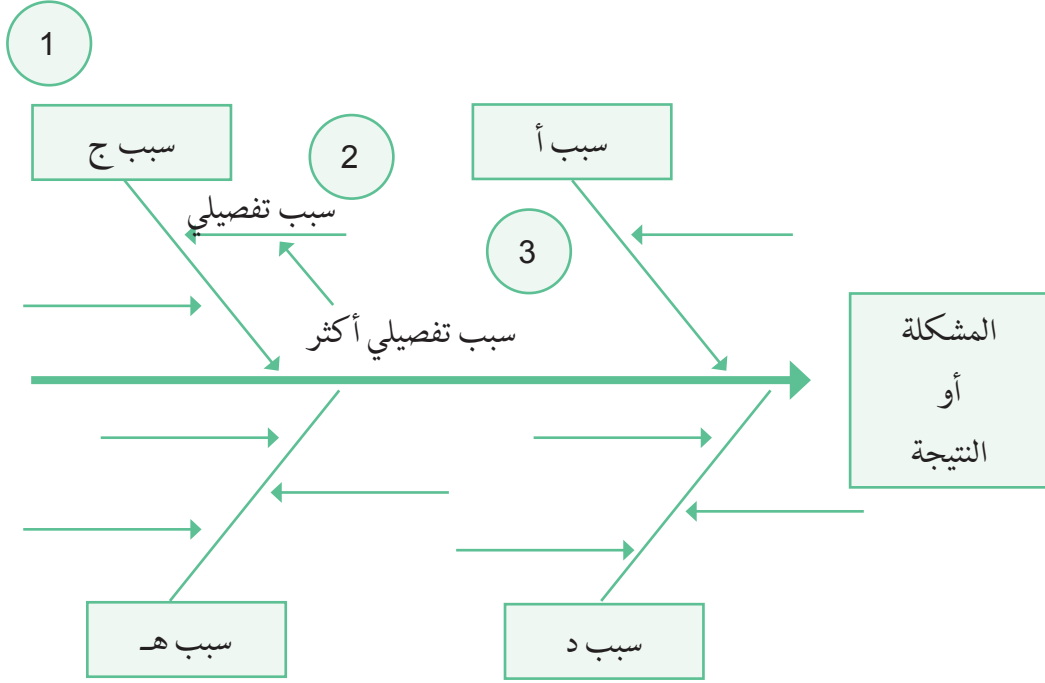 1
سبب أ
سبب ج
2
سبب تفصيلي
3
سبب تفصيلي أكثر
المشكلة
أو
النتيجة
سبب د
سبب هـ